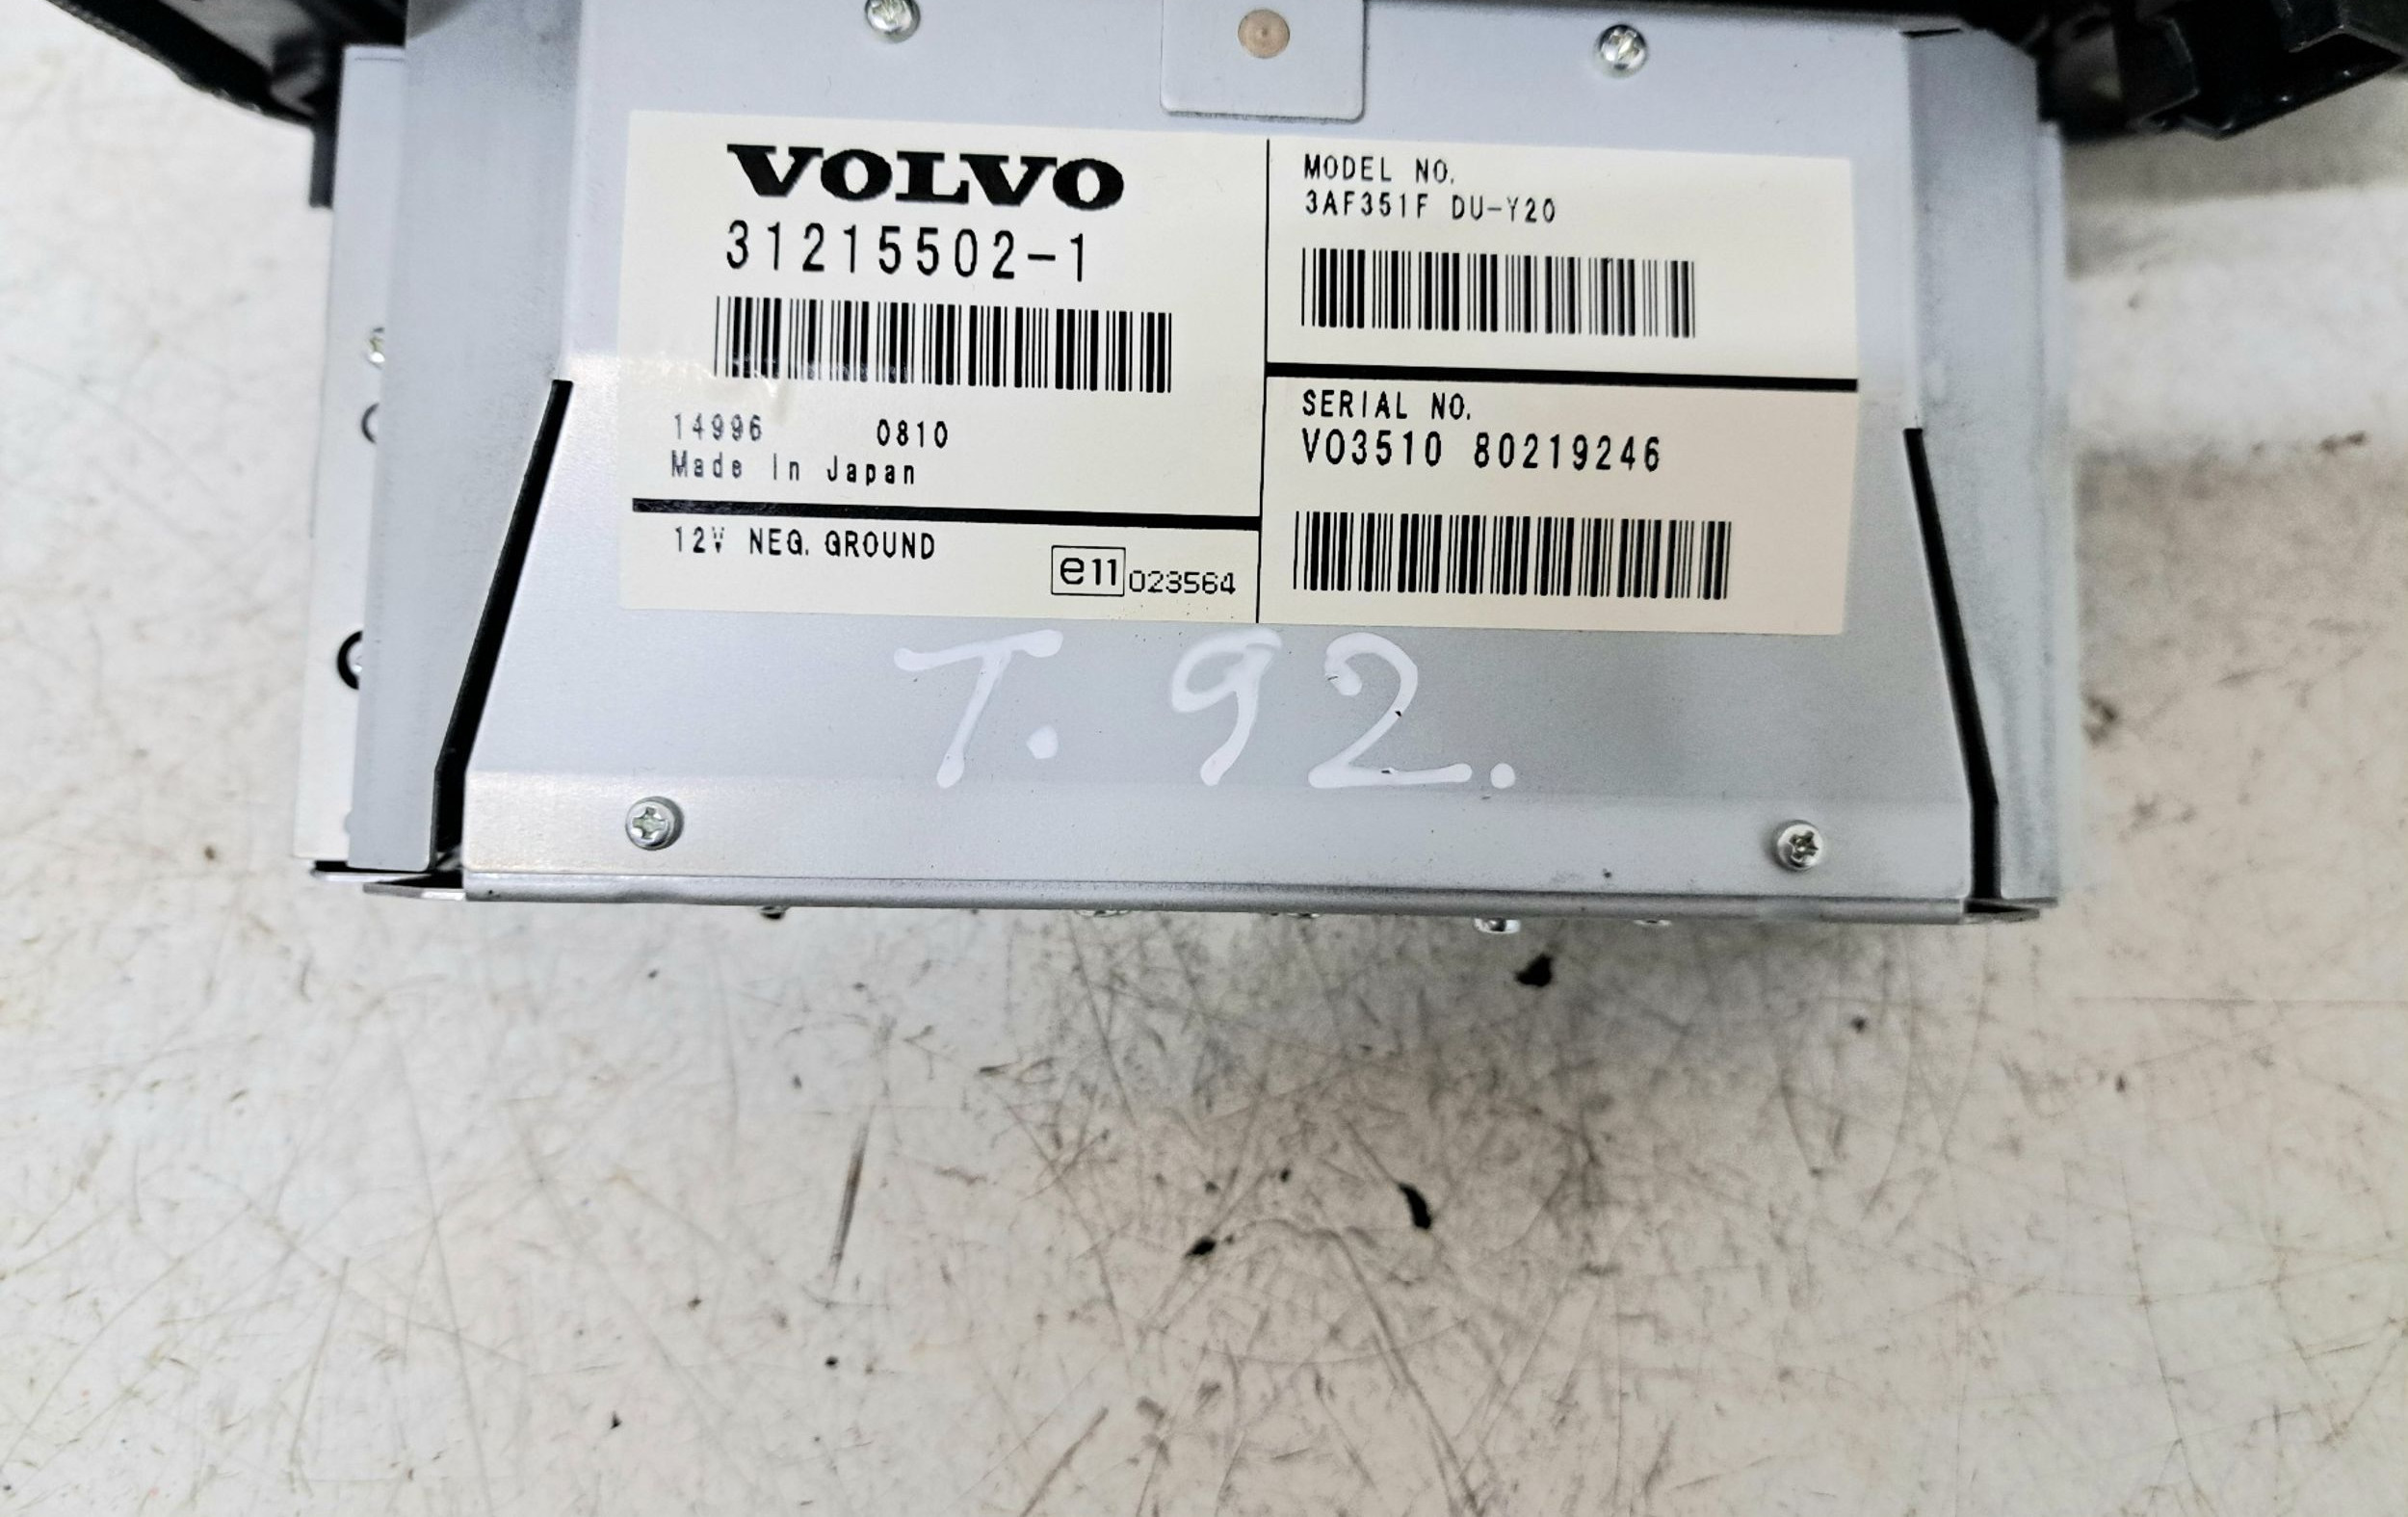 VOLVO
31215502-1
14996 0810
Made In Japan
12V NEG. GROUND
e11 023564
MODEL NO.
3AF351F DU-Y20
SERIAL NO.
VO3510 80219246
T. 92.